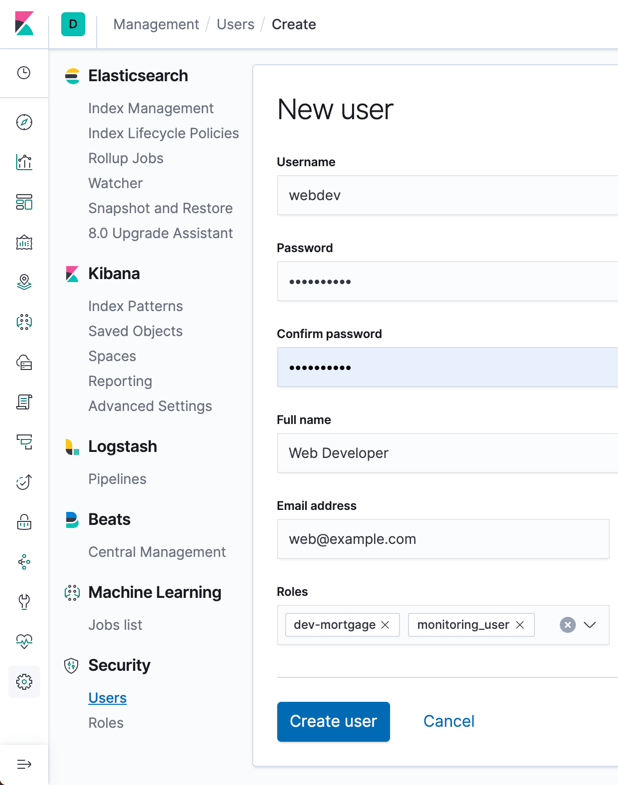 D Management / Users / Create
Elasticsearch
Index Management
Index Lifecycle Policies
Rollup Jobs
Watcher
Snapshot and Restore
8.0 Upgrade Assistant
Kibana
Index Patterns
Saved Objects
Spaces
Reporting
Advanced Settings
Logstash
Pipelines
Beats
Central Management
Machine Learning
Jobs list
Security
Users
Roles
New user
Username
webdev
Password
••••••••••
Confirm password
••••••••••
Full name
Web Developer
Email address
web@example.com
Roles
dev-mortgage × monitoring_user ×
Create user Cancel